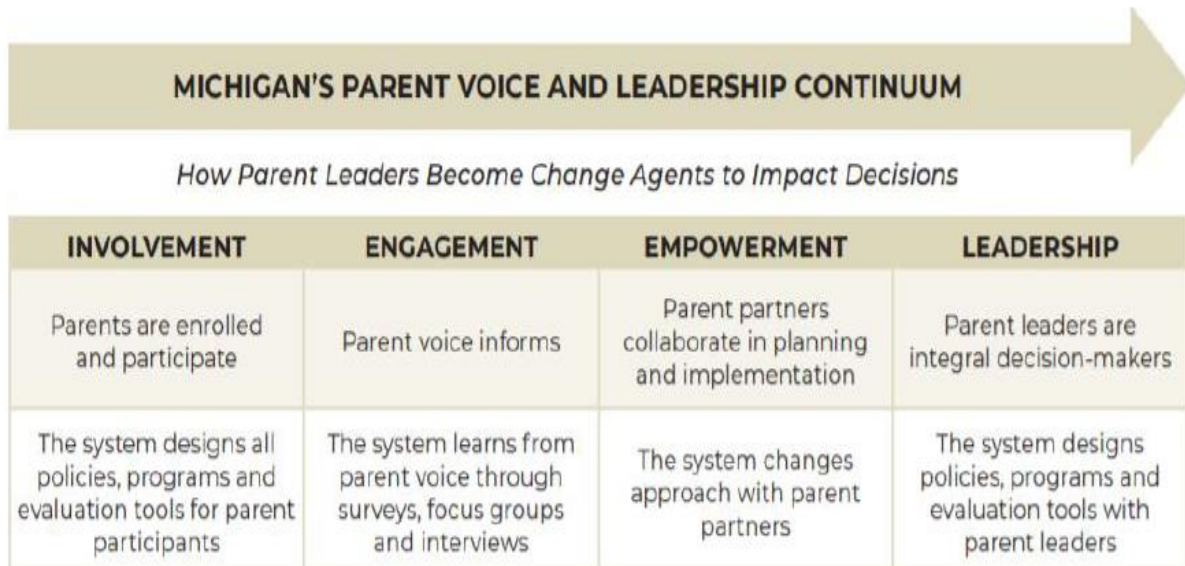 MICHIGAN'S PARENT VOICE AND LEADERSHIP CONTINUUM
How Parent Leaders Become Change Agents to Impact Decisions
INVOLVEMENT
Parents are enrolled
and participate
The system designs all
policies, programs and
evaluation tools for parent
participants
ENGAGEMENT
Parent voice informs
The system learns from
parent voice through
surveys, focus groups
and interviews
EMPOWERMENT
Parent partners
collaborate in planning
and implementation
The system changes
approach with parent
partners
LEADERSHIP
Parent leaders are
integral decision-makers
The system designs
policies, programs and
evaluation tools with
parent leaders